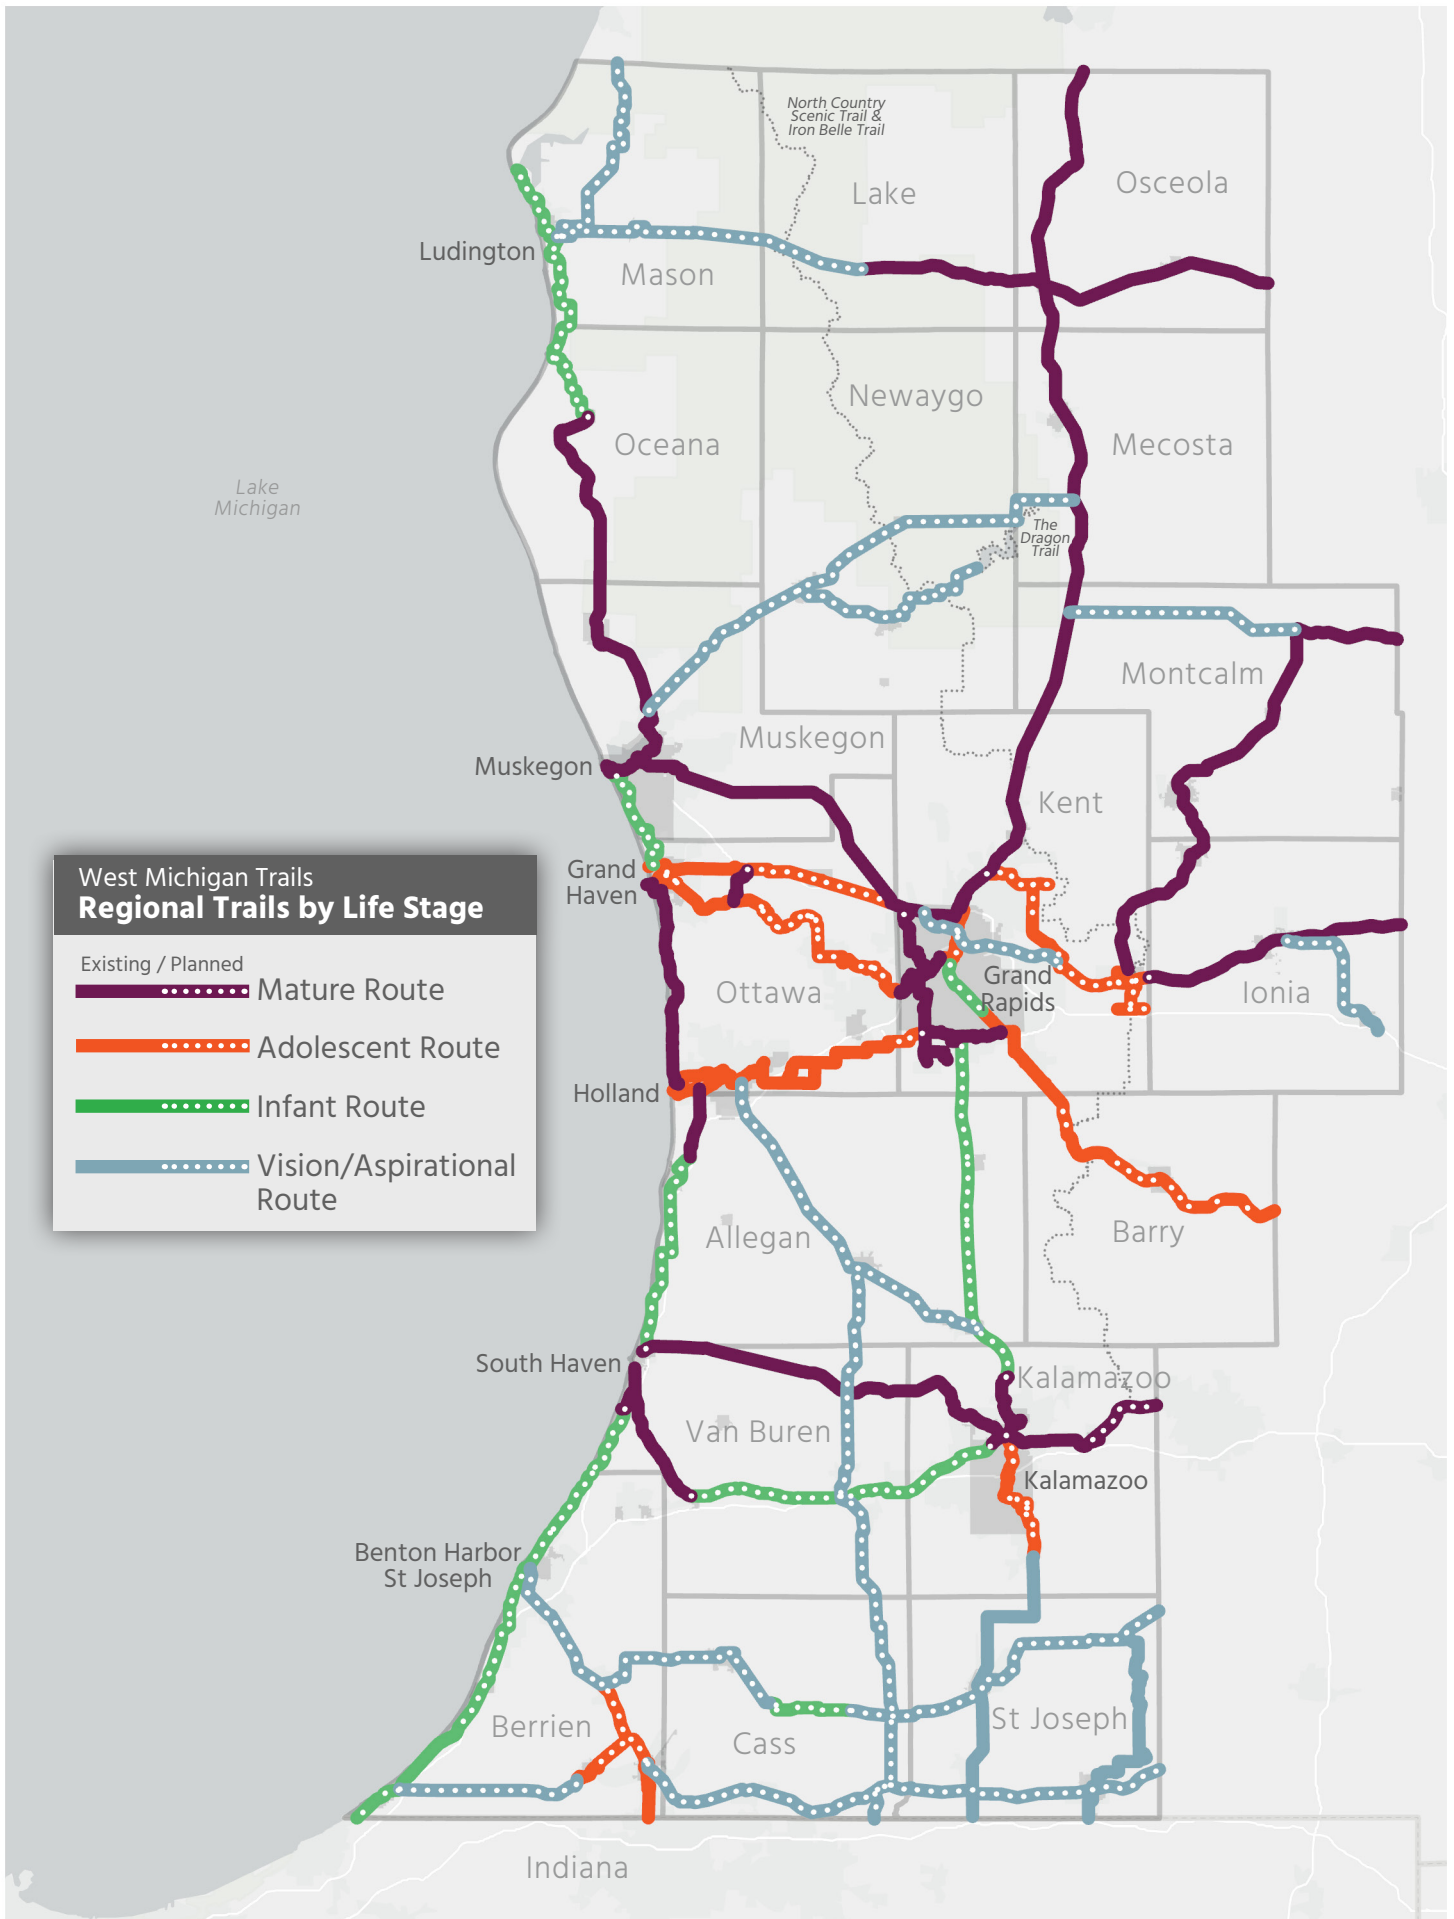 North Country
Scenic Trail &
Iron Belle Trail
Osceola
Lake
Ludington
Mason
Newaygo
Oceana
Mecosta
Lake
Michigan
The
Dragon
Trail
Montcalm
Muskegon
Muskegon
Kent
Grand
Haven
West Michigan Trails
Regional Trails by Life Stage
Existing / Planned
Mature Route
Adolescent Route
Infant Route
Vision/Aspirational
Route
Grand
Rapids
Ottawa
Ionia
Holland
Allegan
Barry
South Haven
Kalamazoo
Van Buren
Kalamazoo
Benton Harbor
St Joseph
Berrien
Cass
St Joseph
Indiana